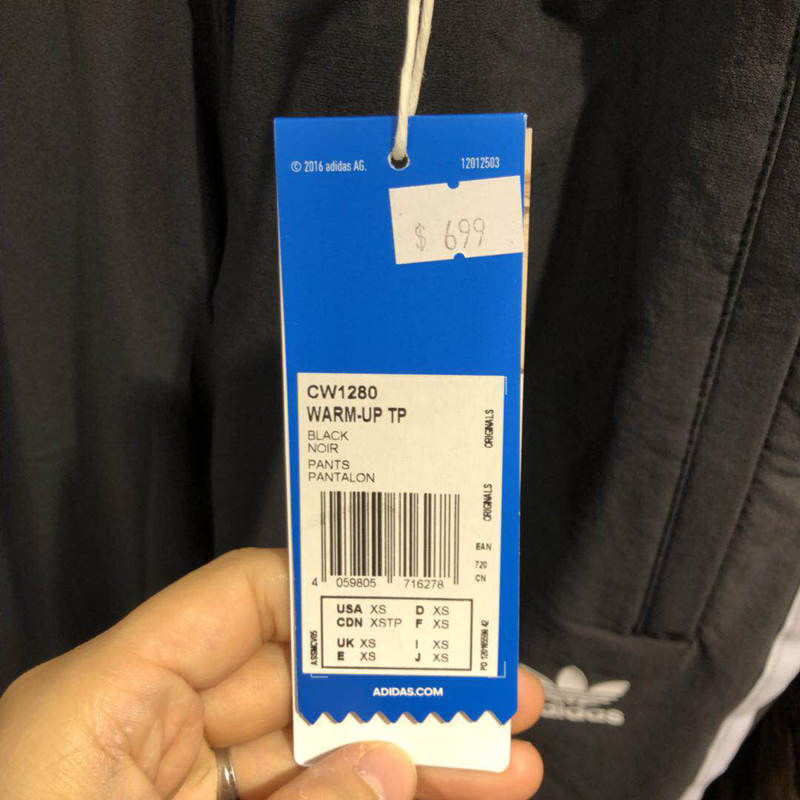 © 2016 adidas AG.
12012503
$ 699
CW1280
WARM-UP TP
BLACK
NOIR
PANTS
PANTALON
ORIGINALS
ORIGINALS
EAN
720
CN
4 059805 716278
USA XS D XS
CDN XSTP F XS
UK XS I XS
E XS J XS
ASSMCV05
ADIDAS.COM
adidas